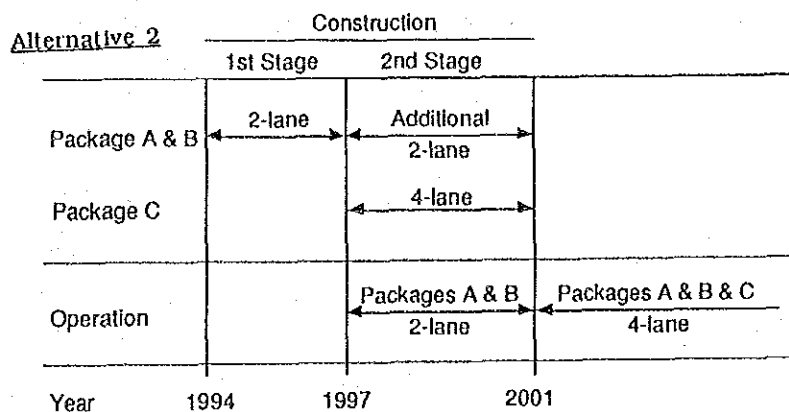 Construction
Alternative 2
1st Stage 2nd Stage
Package A & B 2-lane Additional
2-lane
Package C 4-lane
Packages A & B Packages A & B & C
Operation 2-lane 4-lane
Year 1994 1997 2001